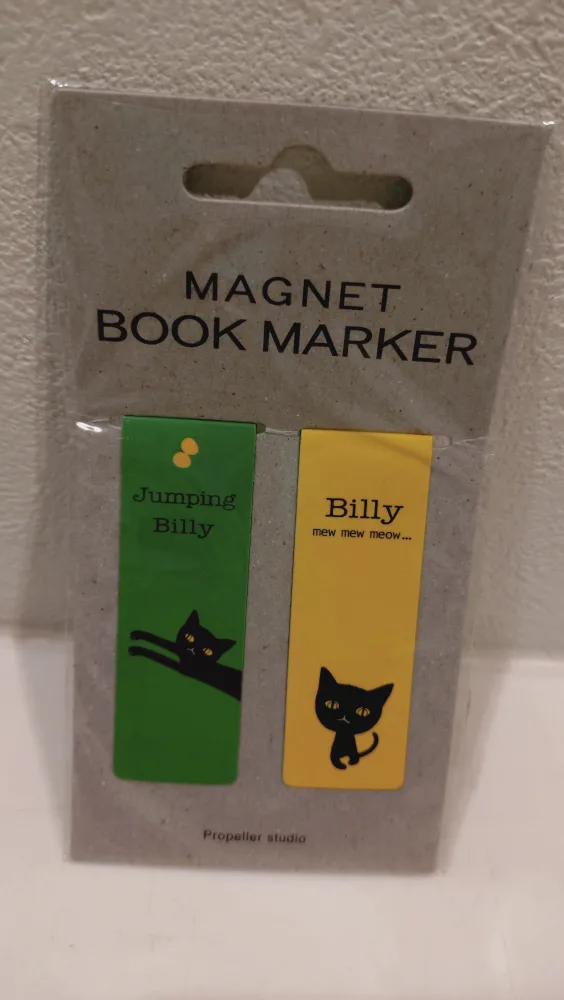 MAGNET
BOOK MARKER
Jumping
Billy
Billy
mew mew meow...
Propeller studio